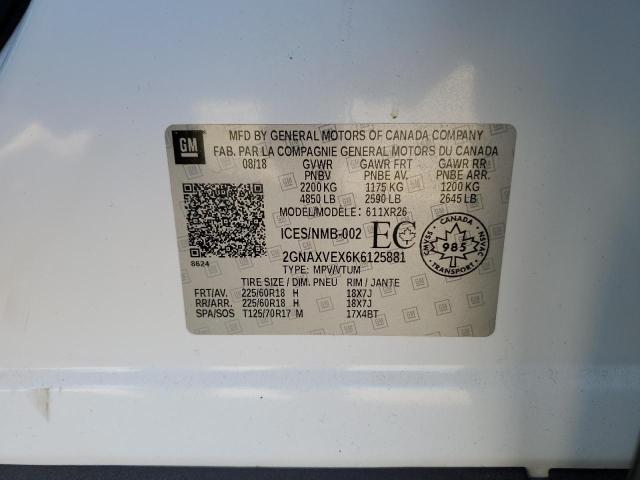 GM
MFD BY GENERAL MOTORS OF CANADA COMPANY
FAB. PAR LA COMPAGNIE GENERAL MOTORS DU CANADA
08/18 GVWR GAWR FRT GAWR RR
PNBV PNBE AV. PNBE ARR.
2200 KG 1175 KG 1200 KG
4850 LB 2590 LB 2645 LB
MODEL/MODÈLE: 611XR26
ICES/NMB-002 EC
CANADA
CMVSS 985 NSVAC
TRANSPORT
8624
2GNAXVEX6K6125881
TYPE: MPV/VTUM
TIRE SIZE / DIM. PNEU RIM / JANTE
FRT/AV. 225/60R18 H 18X7J
RR/ARR. 225/60R18 H 18X7J
SPA/SOS T125/70R17 M 17X4BT